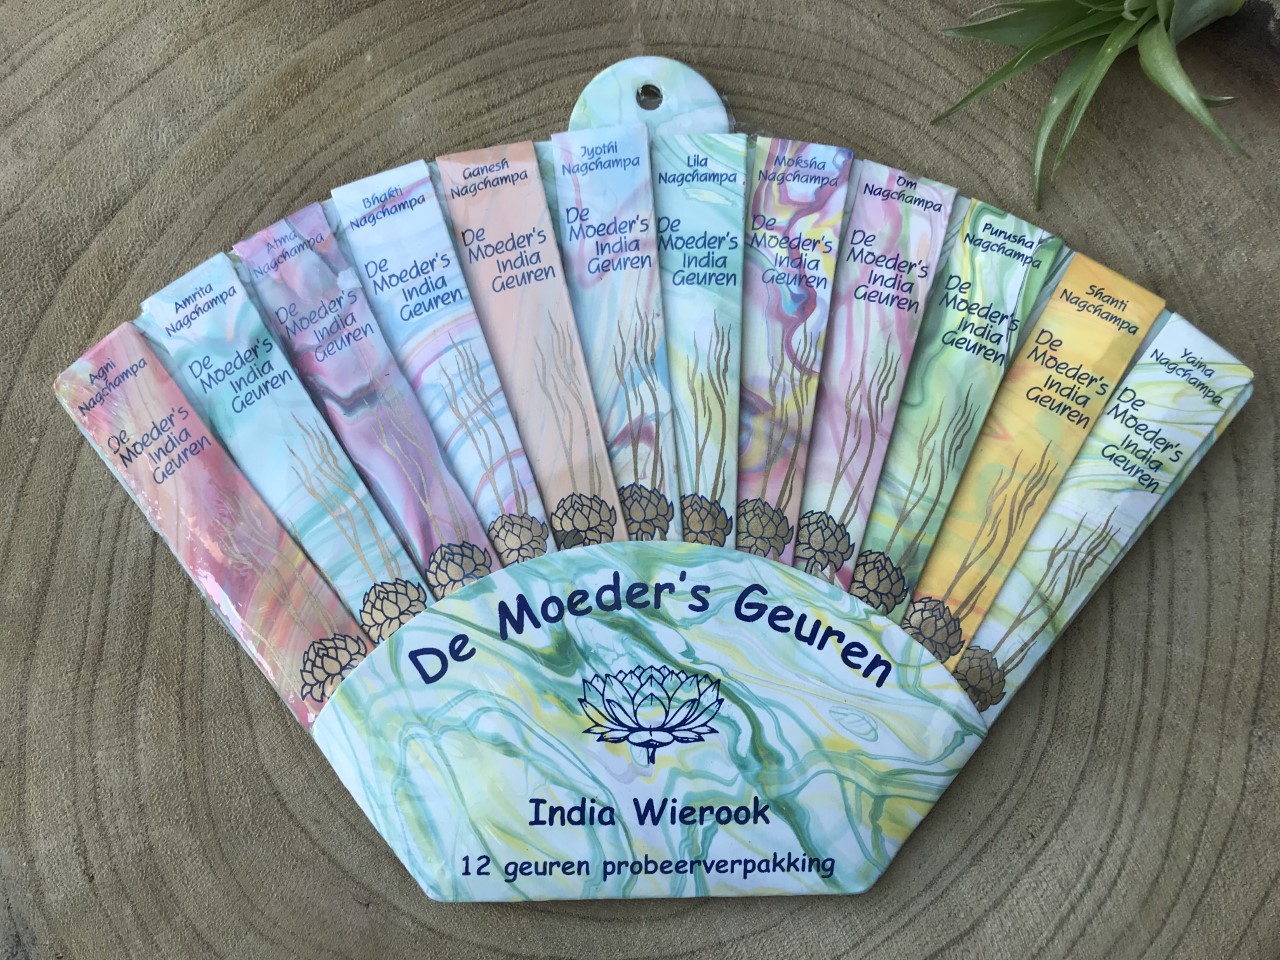 Agni
Nagchampa
De
Moeder's
India
Geuren
Amrita
Nagchampa
De
Moeder's
India
Geuren
Atma
Nagchampa
De
Moeder's
India
Geuren
Bhakti
Nagchampa
De
Moeder's
India
Geuren
Ganesh
Nagchampa
De
Moeder's
India
Geuren
Jyothi
Nagchampa
De
Moeder's
India
Geuren
Lila
Nagchampa
De
Moeder's
India
Geuren
Moksha
Nagchampa
De
Moeder's
India
Geuren
Om
Nagchampa
De
Moeder's
India
Geuren
Purusha
Nagchampa
De
Moeder's
India
Geuren
Shanti
Nagchampa
De
Moeder's
India
Geuren
Yajna
Nagchampa
De
Moeder's
India
Geuren
De Moeder's Geuren
India Wierook
12 geuren probeerverpakking